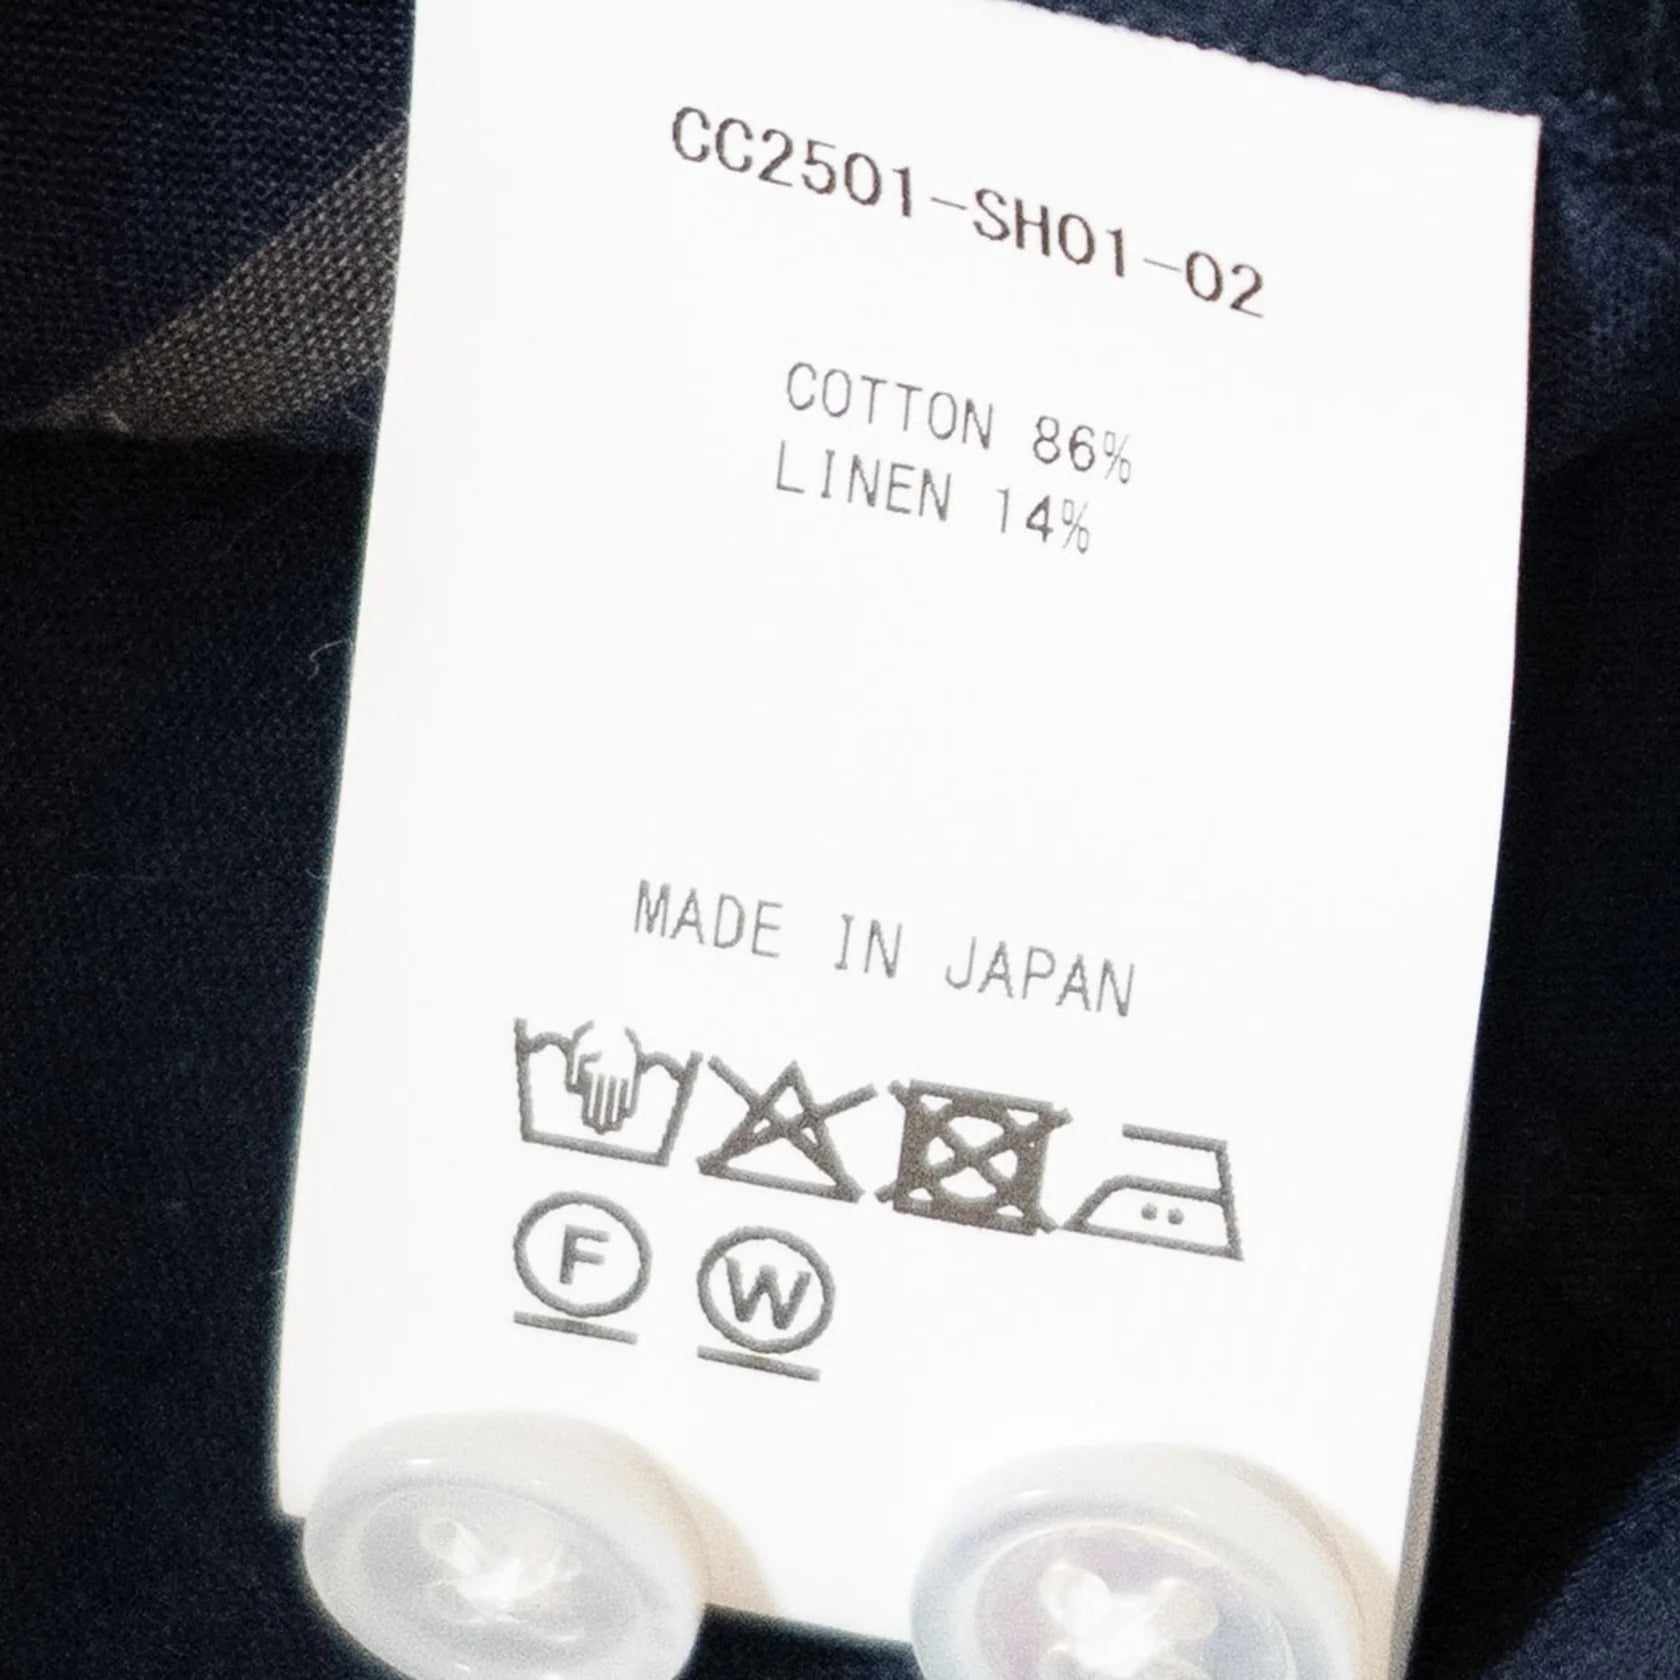 CC2501-SH01-02
COTTON 86%
LINEN 14%
MADE IN JAPAN
F W